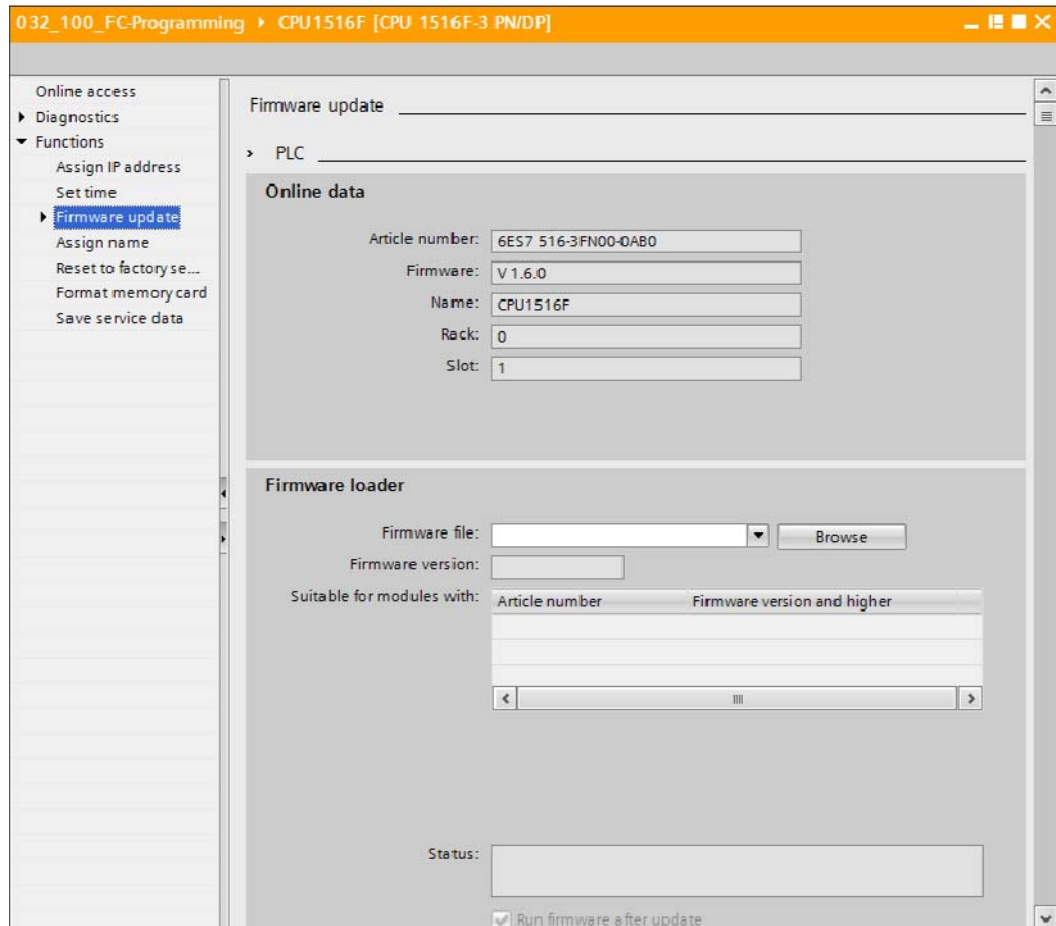 032_100_FC-Programming ▸ CPU1516F [CPU 1516F-3 PN/DP]
Online access
Diagnostics
Functions
Assign IP address
Set time
Firmware update
Assign name
Reset to factory se...
Format memory card
Save service data
Firmware update
PLC
Online data
Article number: 6ES7 516-3FN00-0AB0
Firmware: V 1.6.0
Name: CPU1516F
Rack: 0
Slot: 1
Firmware loader
Firmware file: Browse
Firmware version:
Suitable for modules with: Article number Firmware version and higher
Status:
Run firmware after update